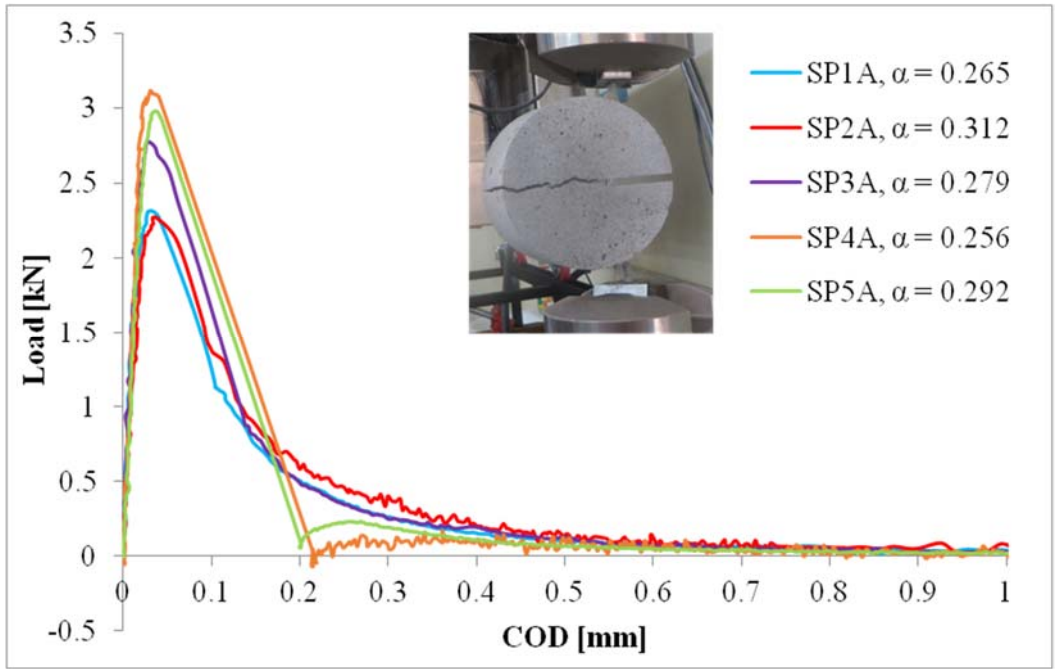 3.5
3
2.5
2
1.5
1
0.5
0
-0.5
Load [kN]
0 0.1 0.2 0.3 0.4 0.5 0.6 0.7 0.8 0.9 1
COD [mm]
SP1A, α = 0.265
SP2A, α = 0.312
SP3A, α = 0.279
SP4A, α = 0.256
SP5A, α = 0.292